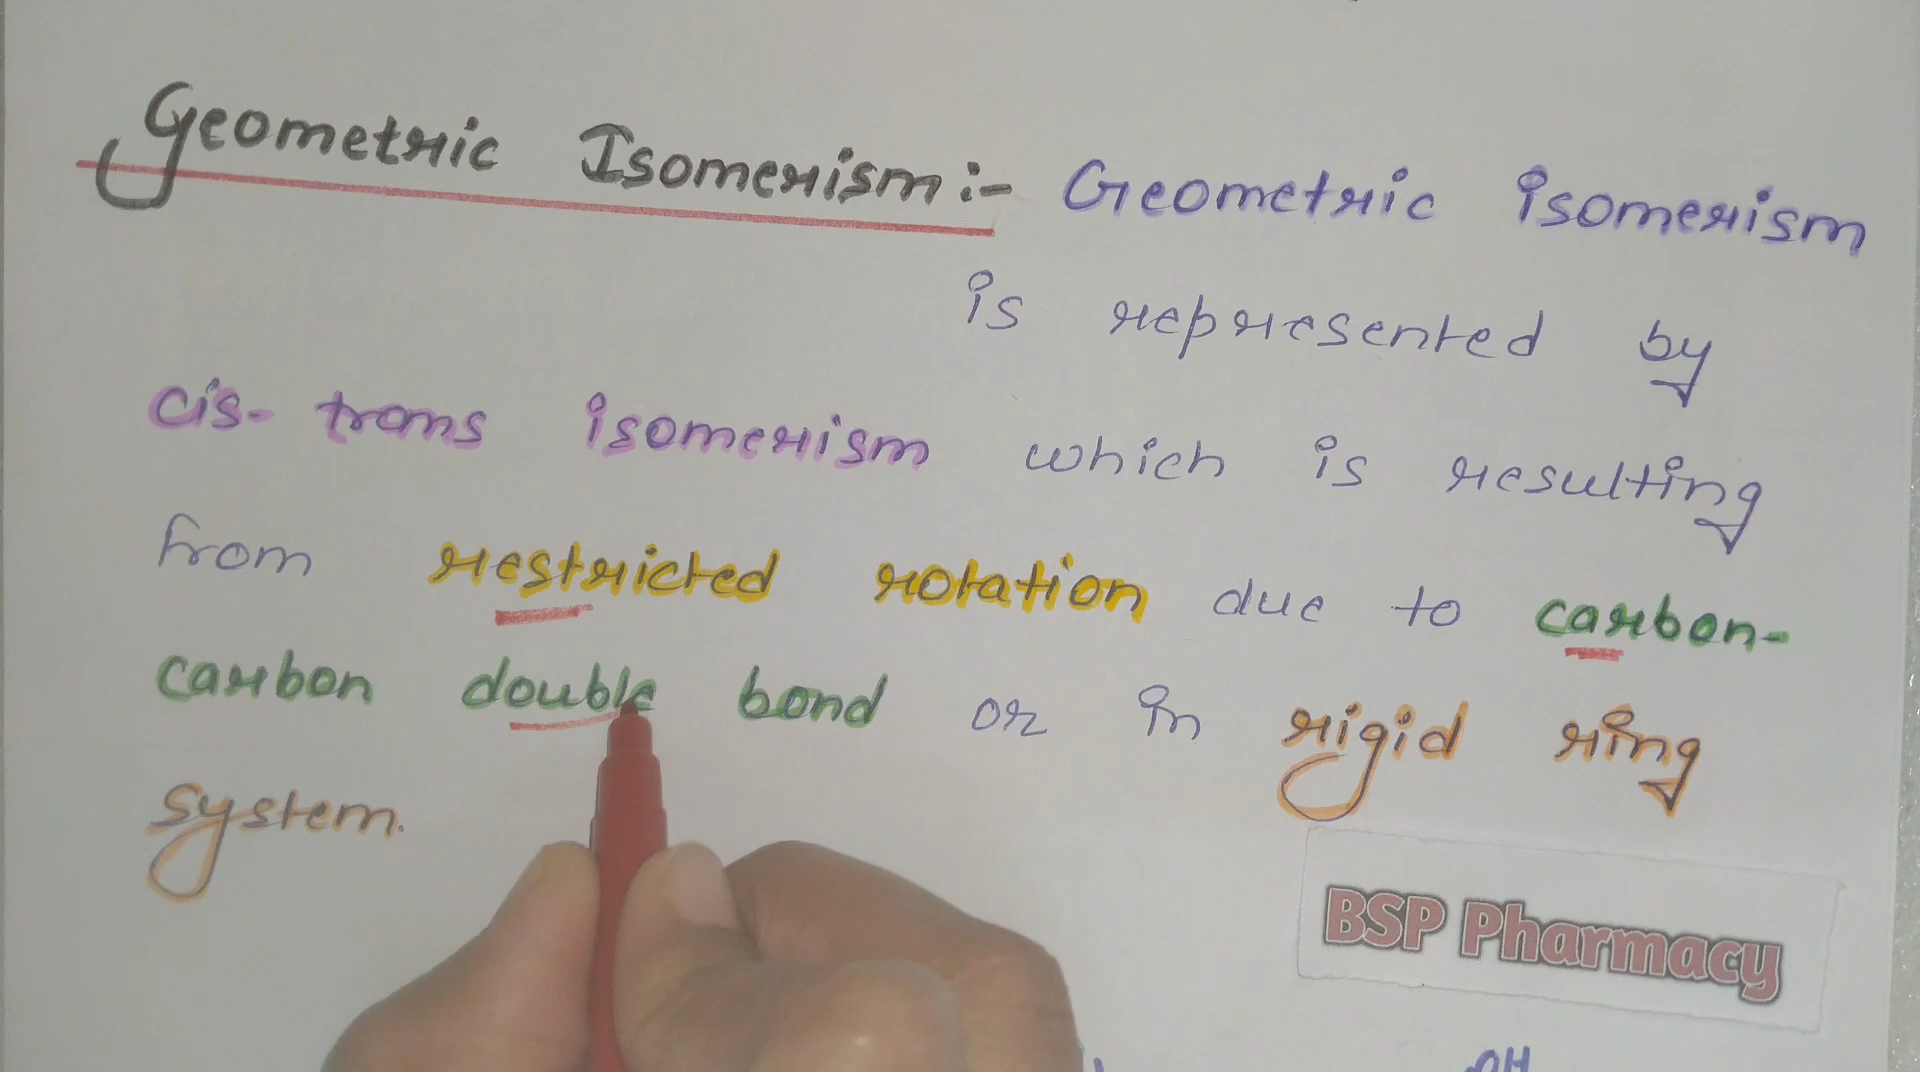 Geometric Isomerism :- Geometric isomerism
is represented by
cis-trans isomerism which is resulting
from restricted rotation due to carbon-
carbon double bond or in rigid ring
system.
BSP Pharmacy
OH